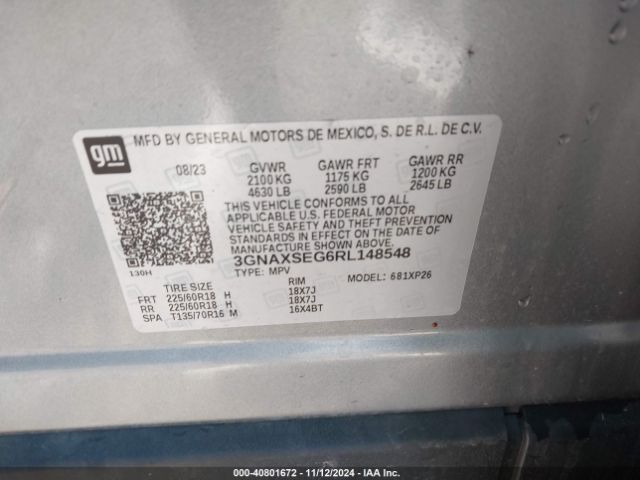 gm
MFD BY GENERAL MOTORS DE MEXICO, S. DE R.L. DE C.V.
08/23 GVWR GAWR FRT GAWR RR
2100 KG 1175 KG 1200 KG
4630 LB 2590 LB 2645 LB
THIS VEHICLE CONFORMS TO ALL
APPLICABLE U.S. FEDERAL MOTOR
VEHICLE SAFETY AND THEFT PREVENTION
STANDARDS IN EFFECT ON THE DATE OF
MANUFACTURE SHOWN ABOVE.
3GNAXSEG6RL148548
130H TYPE: MPV MODEL: 681XP26
TIRE SIZE RIM
FRT 225/60R18 H 18X7J
RR 225/60R18 H 18X7J
SPA T135/70R16 M 16X4BT
000-40801672 - 11/12/2024 - IAA Inc.